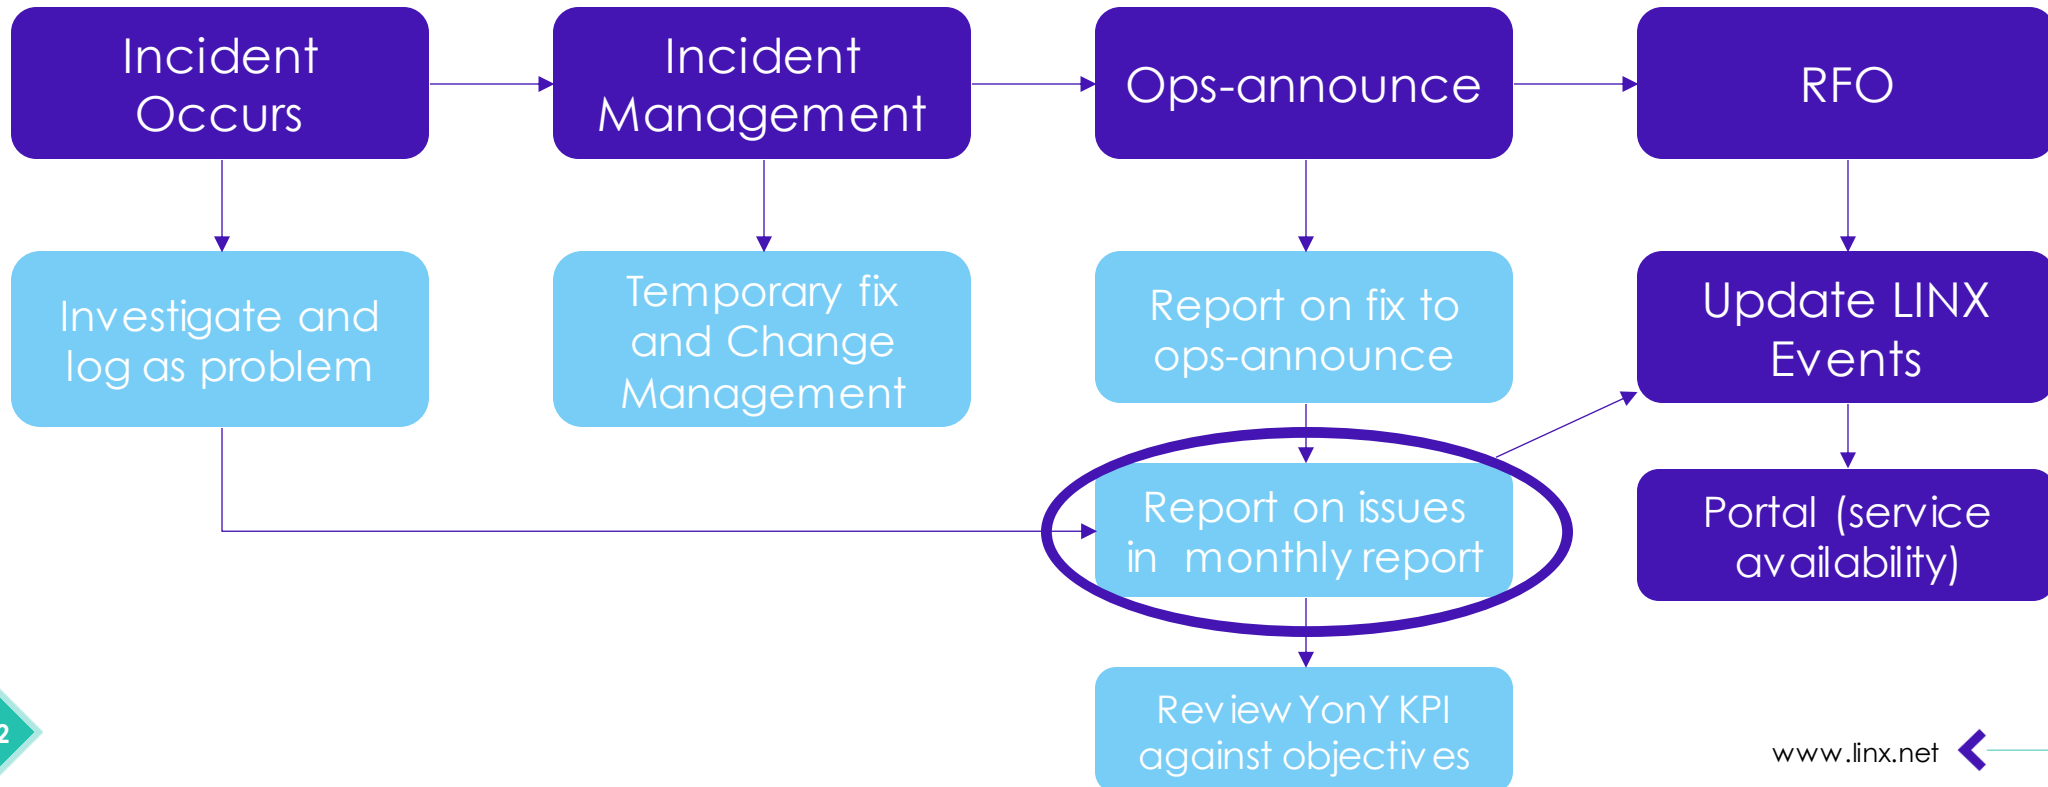 Incident
Occurs
Incident
Management
Ops-announce
RFO
Investigate and
log as problem
Temporary fix
and Change
Management
Report on fix to
ops-announce
Update LINX
Events
Report on issues
in monthly report
Portal (service
availability)
Review YonY KPI
against objectives
2
www.linx.net